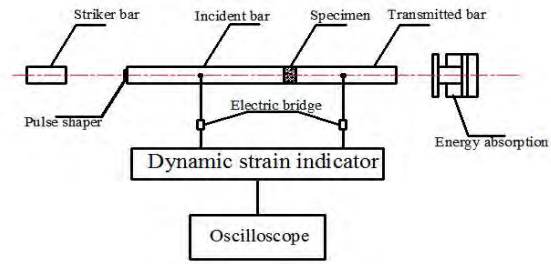 Striker bar
Incident bar
Specimen
Transmitted bar
Pulse shaper
Electric bridge
Energy absorption
Dynamic strain indicator
Oscilloscope